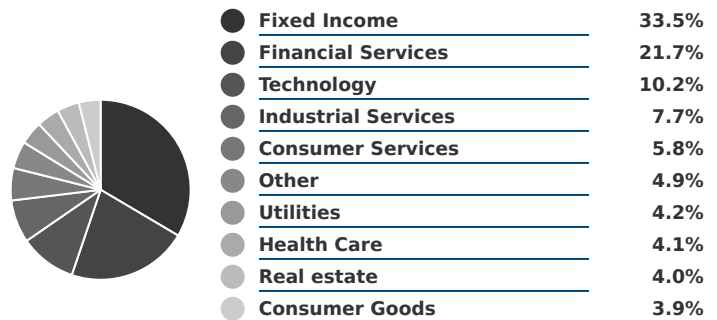 Fixed Income 33.5%
Financial Services 21.7%
Technology 10.2%
Industrial Services 7.7%
Consumer Services 5.8%
Other 4.9%
Utilities 4.2%
Health Care 4.1%
Real estate 4.0%
Consumer Goods 3.9%